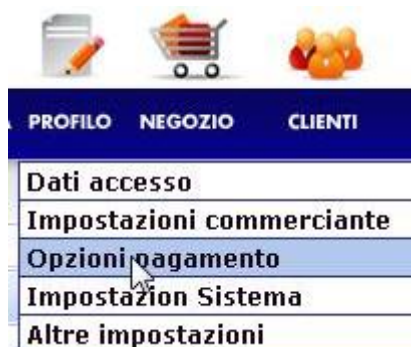 PROFILO NEGOZIO CLIENTI
Dati accesso
Impostazioni commerciante
Opzioni pagamento
Impostazion Sistema
Altre impostazioni